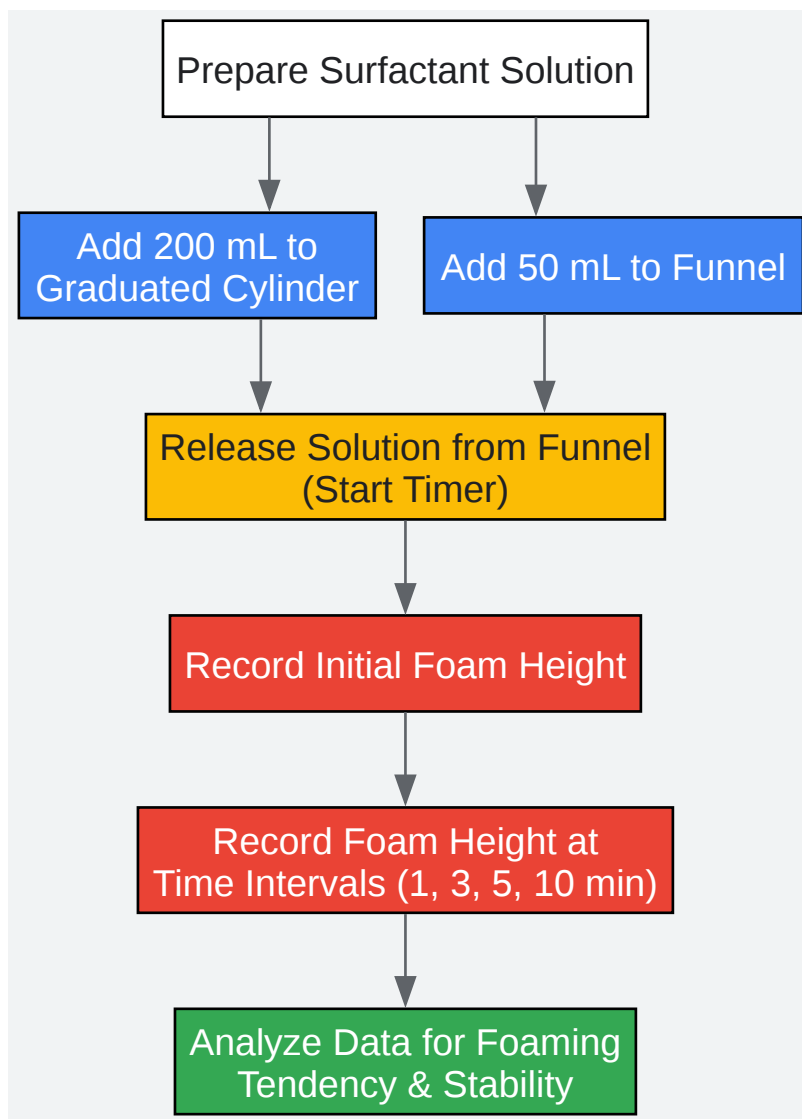 Prepare Surfactant Solution
Add 200 mL to
Graduated Cylinder
Add 50 mL to Funnel
Release Solution from Funnel
(Start Timer)
Record Initial Foam Height
Record Foam Height at
Time Intervals (1, 3, 5, 10 min)
Analyze Data for Foaming
Tendency & Stability